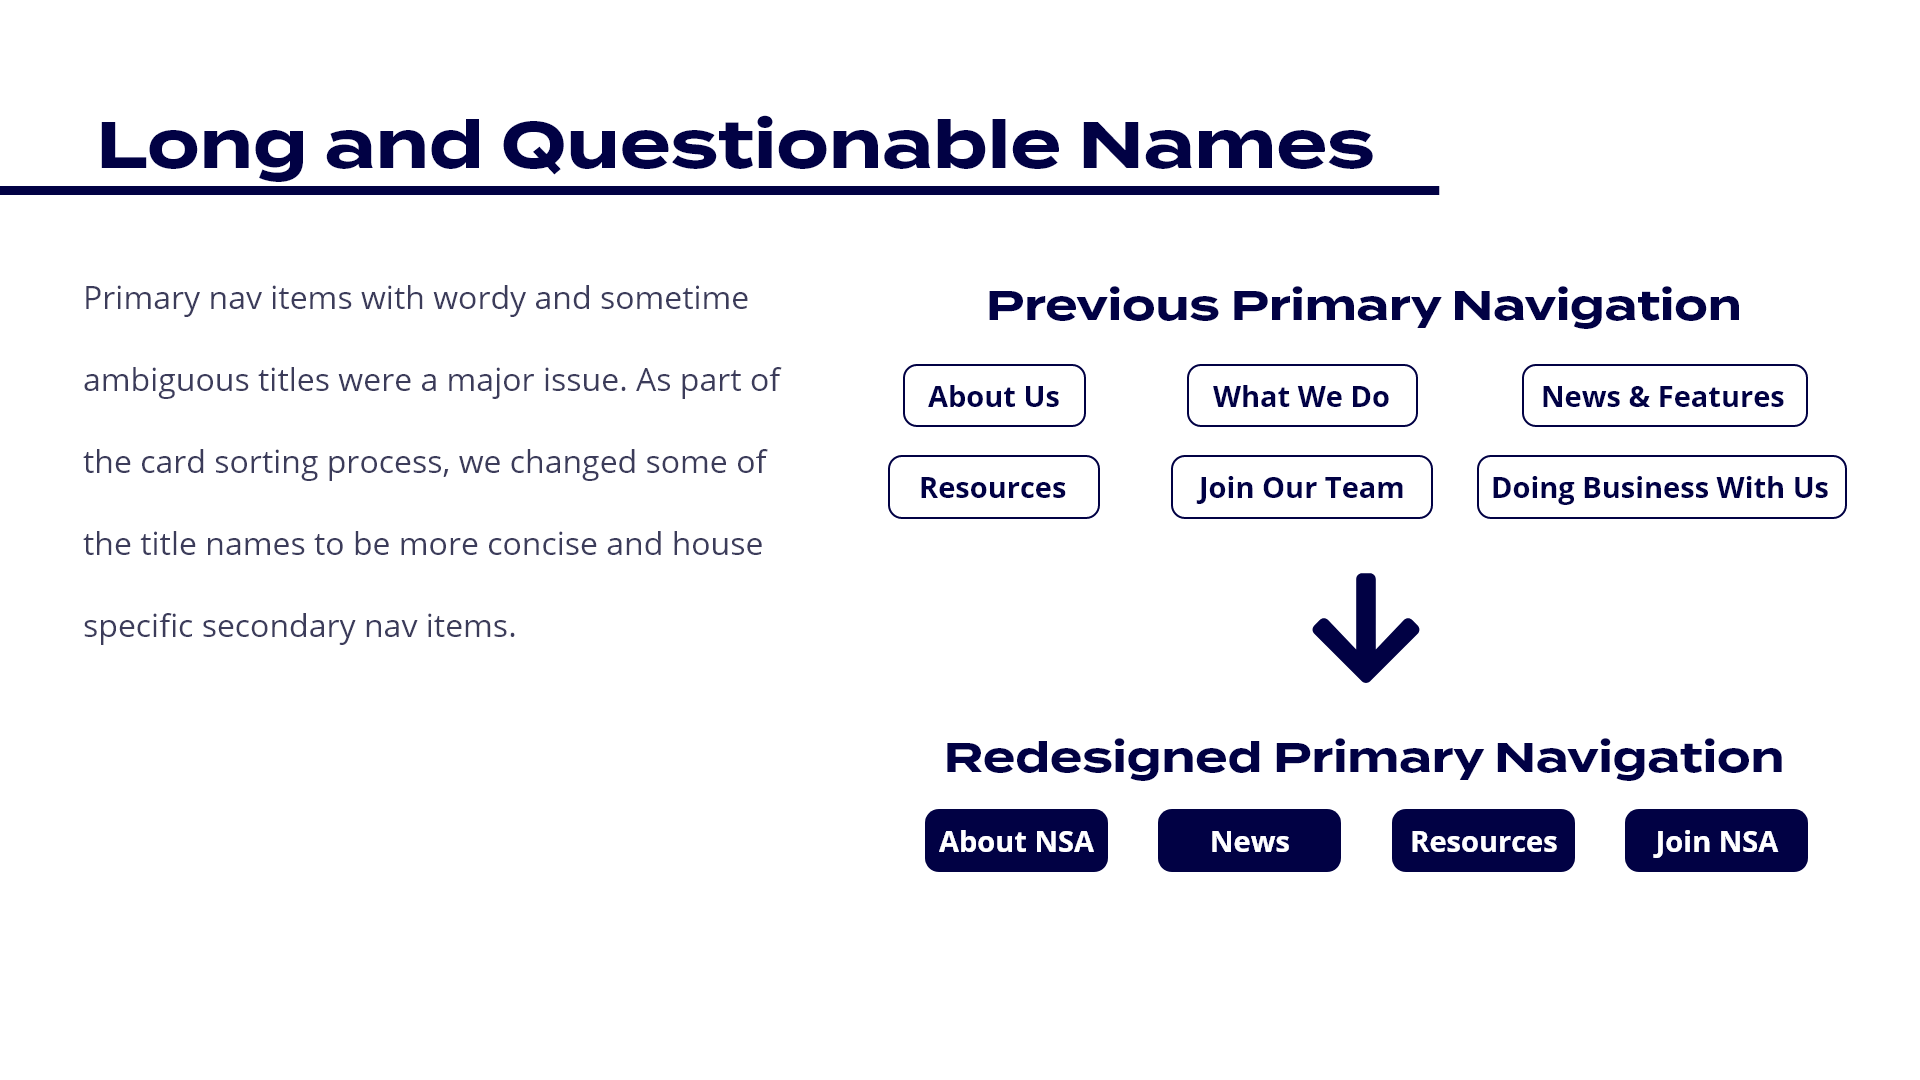 Long and Questionable Names
Primary nav items with wordy and sometime
ambiguous titles were a major issue. As part of
the card sorting process, we changed some of
the title names to be more concise and house
specific secondary nav items.
Previous Primary Navigation
About Us
What We Do
News & Features
Resources
Join Our Team
Doing Business With Us
Redesigned Primary Navigation
About NSA
News
Resources
Join NSA